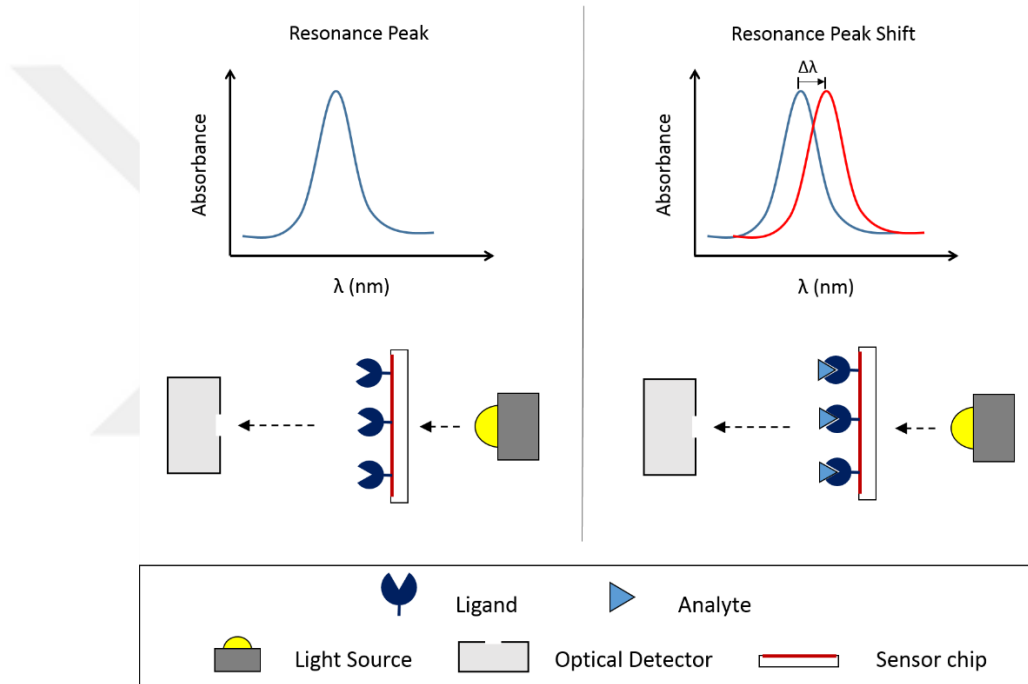 Resonance Peak
Absorbance
λ (nm)
Resonance Peak Shift
Δλ
Absorbance
λ (nm)
Ligand
Analyte
Light Source
Optical Detector
Sensor chip